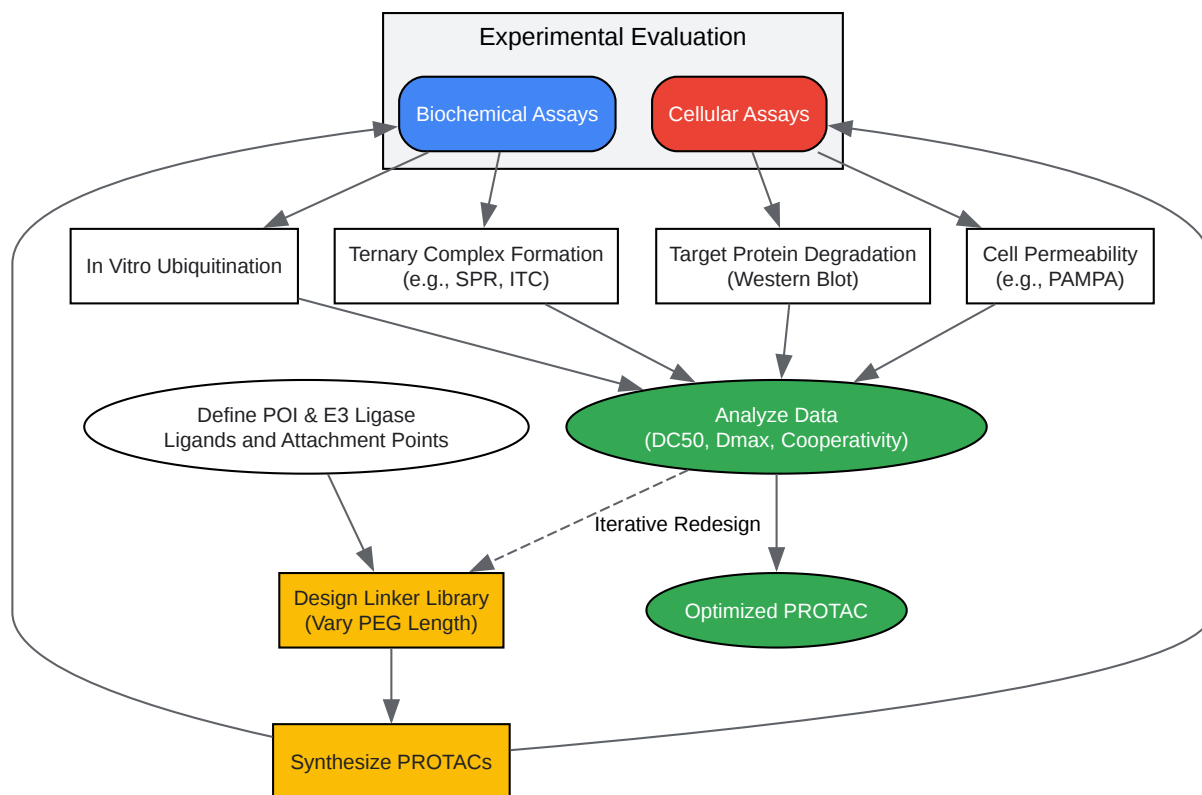 Experimental Evaluation
Biochemical Assays
Cellular Assays
In Vitro Ubiquitination
Ternary Complex Formation
(e.g., SPR, ITC)
Target Protein Degradation
(Western Blot)
Cell Permeability
(e.g., PAMPA)
Define POI & E3 Ligase
Ligands and Attachment Points
Analyze Data
(DC50, Dmax, Cooperativity)
Iterative Redesign
Design Linker Library
(Vary PEG Length)
Optimized PROTAC
Synthesize PROTACs